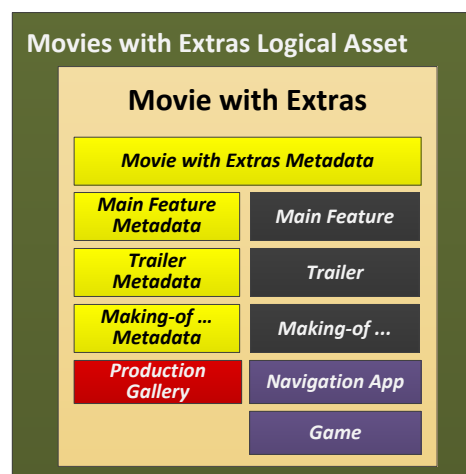 Movies with Extras Logical Asset
Movie with Extras
Movie with Extras Metadata
Main Feature
Metadata
Main Feature
Trailer
Metadata
Trailer
Making-of …
Metadata
Making-of ...
Production
Gallery
Navigation App
Game